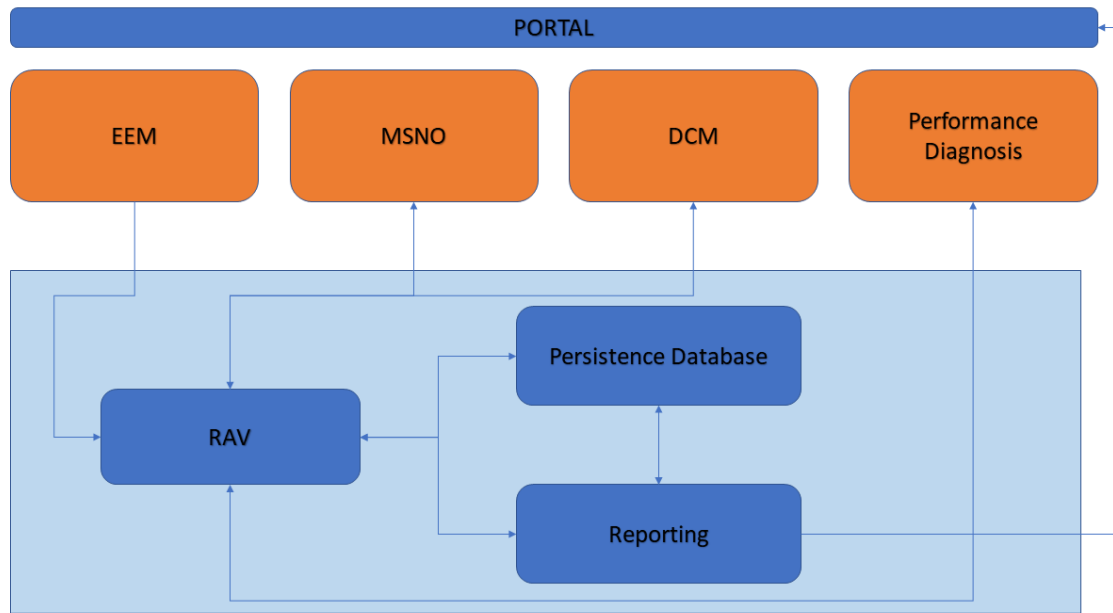 PORTAL
EEM
MSNO
DCM
Performance
Diagnosis
Persistence Database
RAV
Reporting